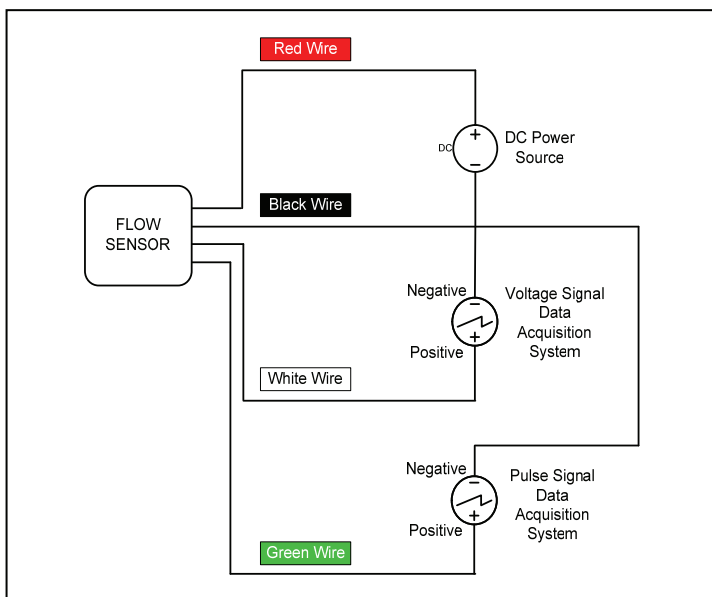 Red Wire
+
DC
−
DC Power
Source
Black Wire
FLOW
SENSOR
Negative
−
+
Positive
Voltage Signal
Data
Acquisition
System
White Wire
Negative
−
+
Positive
Pulse Signal
Data
Acquisition
System
Green Wire